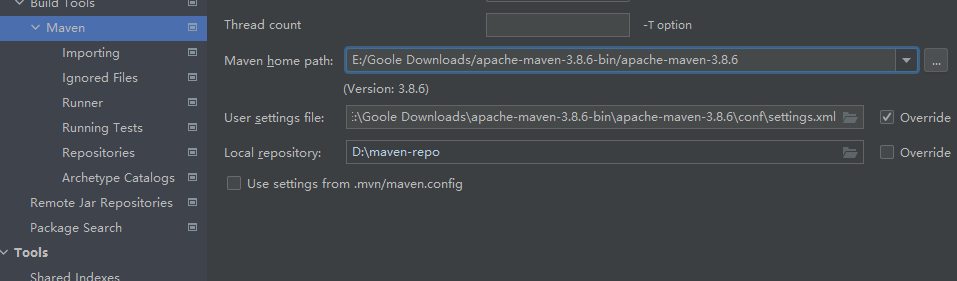 Build Tools
Maven
Importing
Ignored Files
Runner
Running Tests
Repositories
Archetype Catalogs
Remote Jar Repositories
Package Search
Tools
Shared Indexes
Thread count
-T option
Maven home path: E:/Goole Downloads/apache-maven-3.8.6-bin/apache-maven-3.8.6 ...
(Version: 3.8.6)
User settings file: :\Goole Downloads\apache-maven-3.8.6-bin\apache-maven-3.8.6\conf\settings.xml Override
Local repository: D:\maven-repo Override
Use settings from .mvn/maven.config